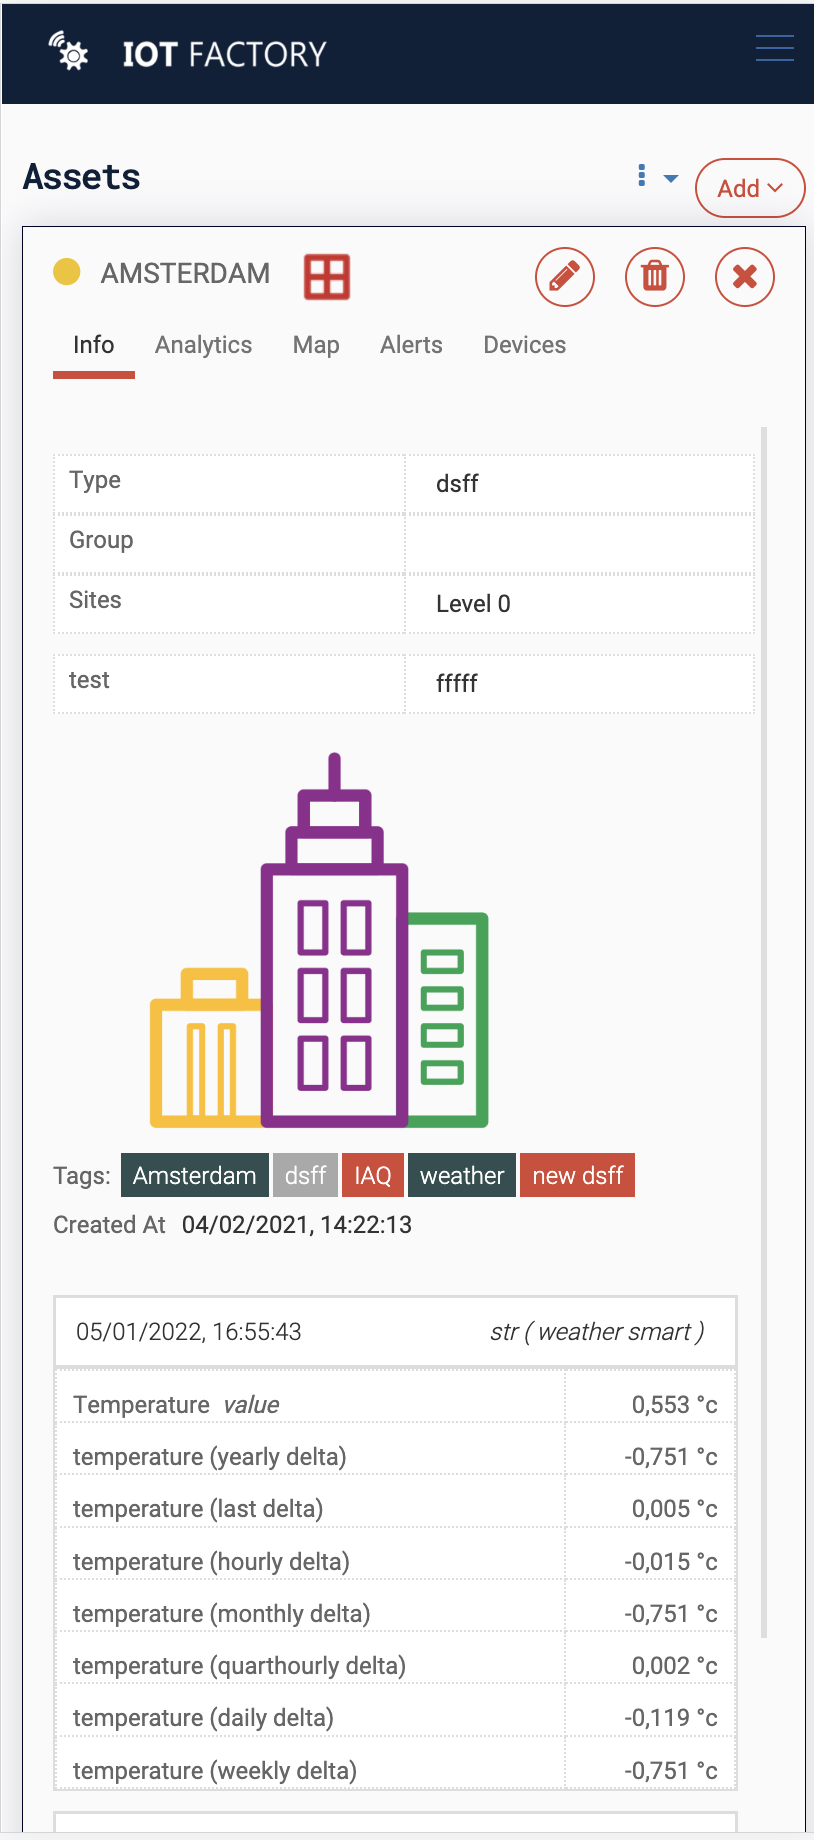 IOT FACTORY
Assets
Add
AMSTERDAM
Info Analytics Map Alerts Devices
Type dsff
Group
Sites Level 0
test fffff
Tags: Amsterdam dsff IAQ weather new dsff
Created At 04/02/2021, 14:22:13
05/01/2022, 16:55:43 str ( weather smart )
Temperature value 0,553 °c
temperature (yearly delta) -0,751 °c
temperature (last delta) 0,005 °c
temperature (hourly delta) -0,015 °c
temperature (monthly delta) -0,751 °c
temperature (quarthourly delta) 0,002 °c
temperature (daily delta) -0,119 °c
temperature (weekly delta) -0,751 °c